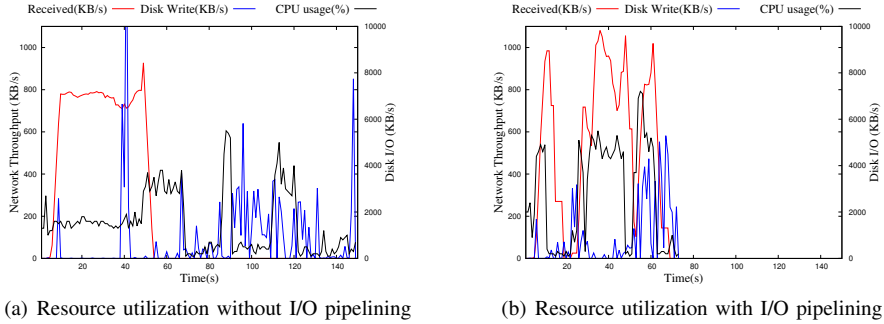 Received(KB/s) Disk Write(KB/s) CPU usage(%)
1000
800
600
400
200
0
Network Throughput (KB/s)
10000
8000
6000
4000
2000
0
Disk I/O (KB/s)
20 40 60 80 100 120 140
Time(s)
(a) Resource utilization without I/O pipelining
Received(KB/s) Disk Write(KB/s) CPU usage(%)
1000
800
600
400
200
0
Network Throughput (KB/s)
10000
8000
6000
4000
2000
0
Disk I/O (KB/s)
20 40 60 80 100 120 140
Time(s)
(b) Resource utilization with I/O pipelining